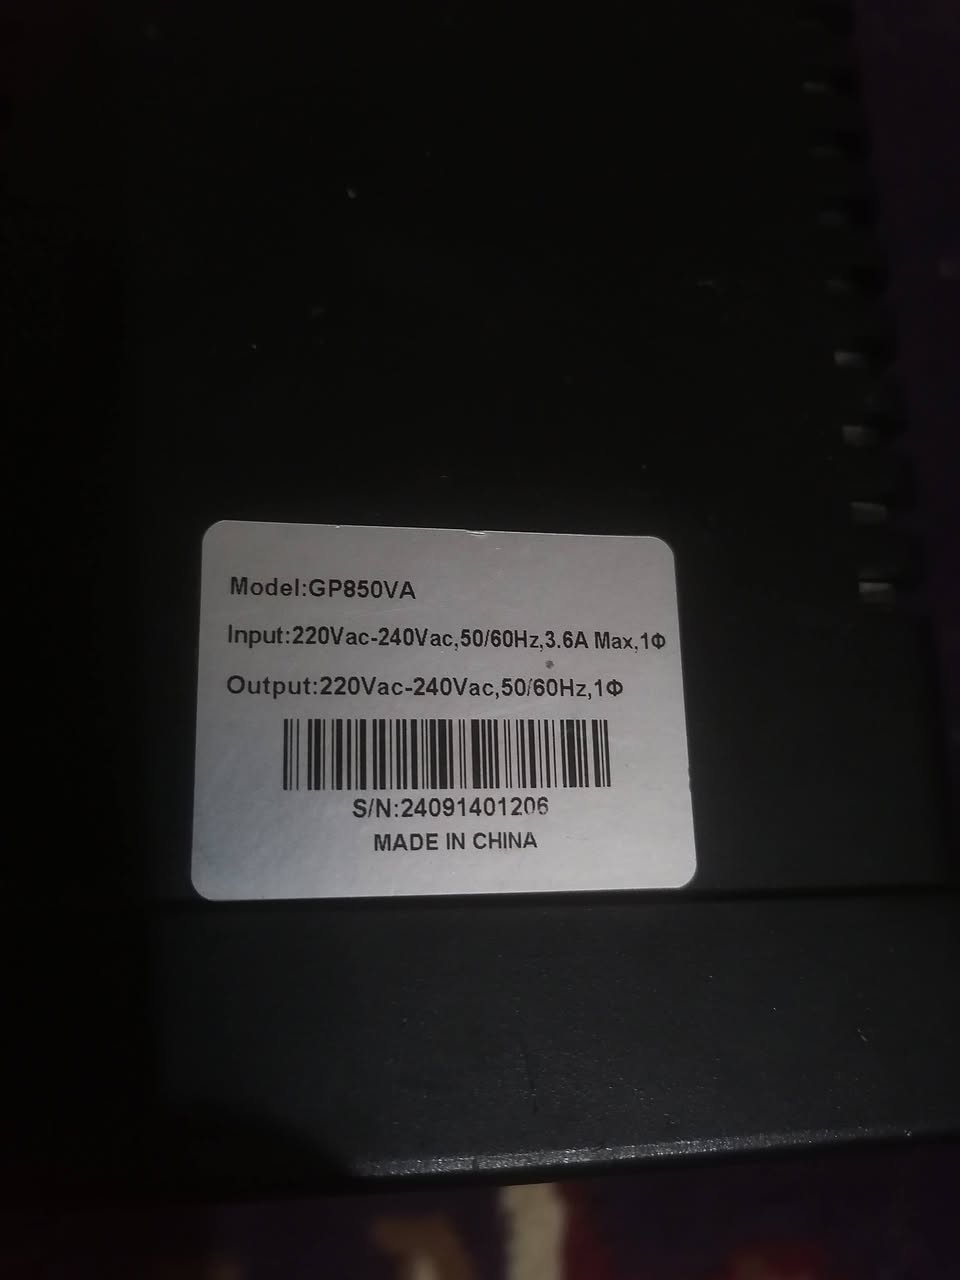 Model:GP850VA
Input:220Vac-240Vac,50/60Hz,3.6A Max,1Φ
Output:220Vac-240Vac,50/60Hz,1Φ
S/N:24091401206
MADE IN CHINA